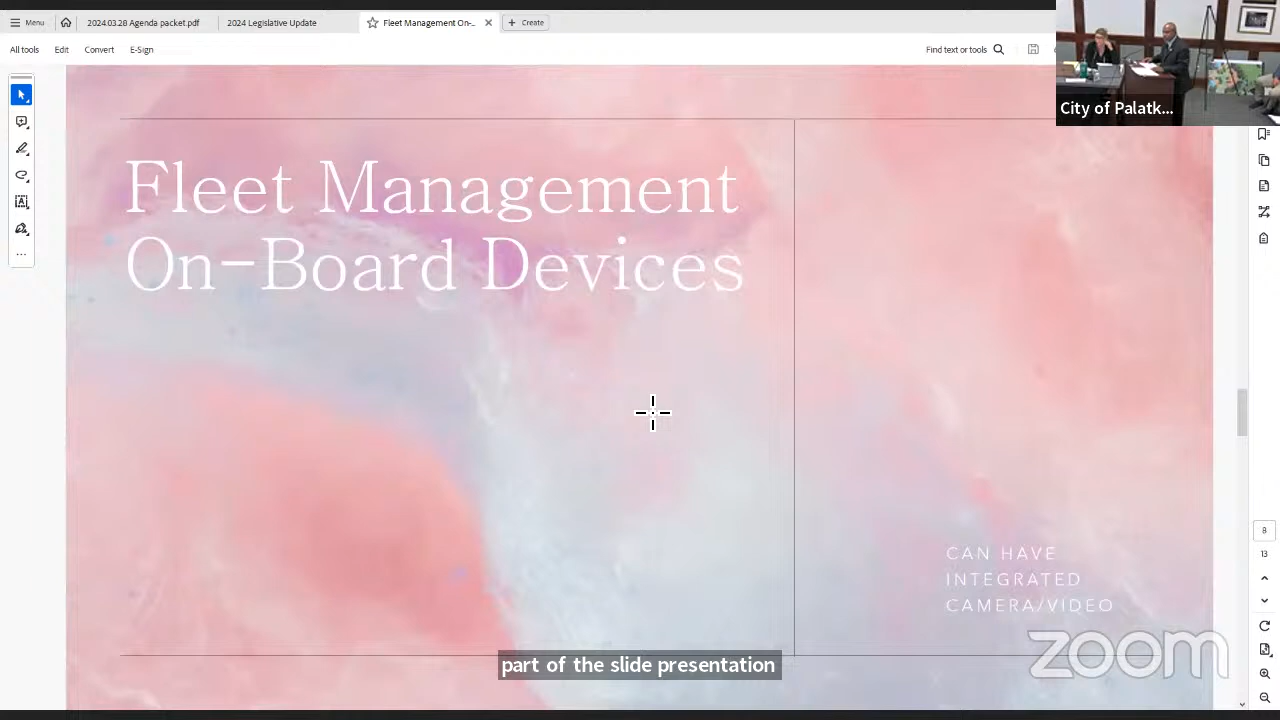 Menu
2024.03.28 Agenda packet.pdf
2024 Legislative Update
Fleet Management On-...
Create
All tools
Edit
Convert
E-Sign
Find text or tools
City of Palatk...
Fleet Management
On-Board Devices
8
13
CAN HAVE
INTEGRATED
CAMERA/VIDEO
zoom
part of the slide presentation